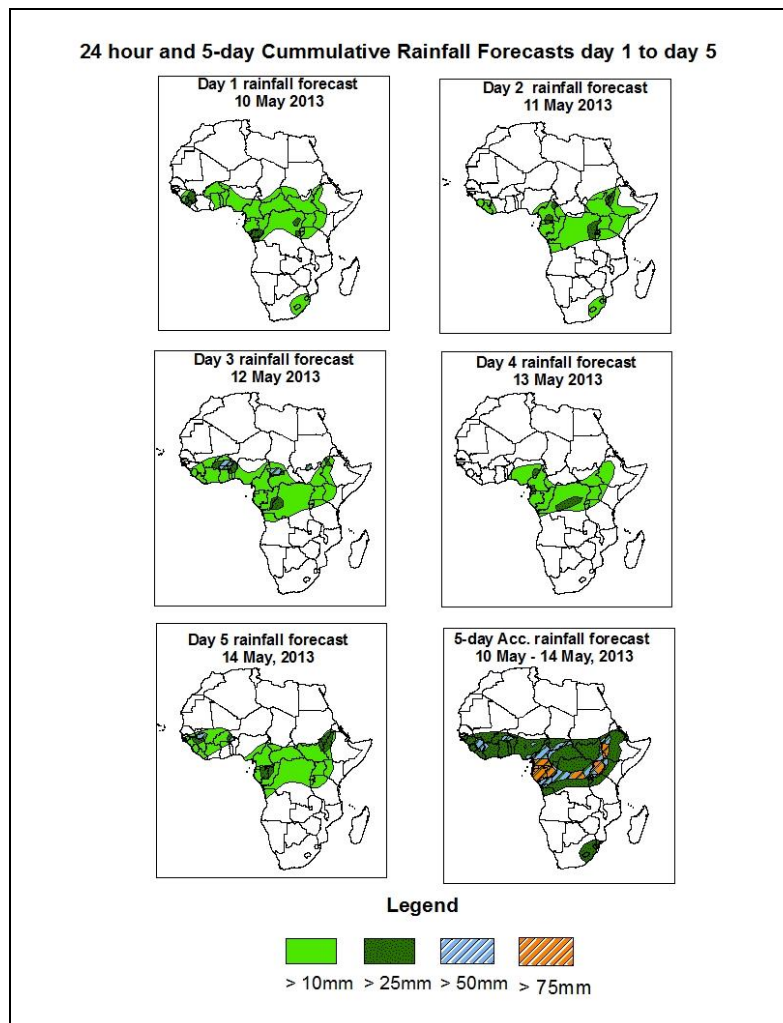 24 hour and 5-day Cummulative Rainfall Forecasts day 1 to day 5
Day 1 rainfall forecast
10 May 2013
Day 2 rainfall forecast
11 May 2013
Day 3 rainfall forecast
12 May 2013
Day 4 rainfall forecast
13 May 2013
Day 5 rainfall forecast
14 May, 2013
5-day Acc. rainfall forecast
10 May - 14 May, 2013
Legend
> 10mm > 25mm > 50mm > 75mm